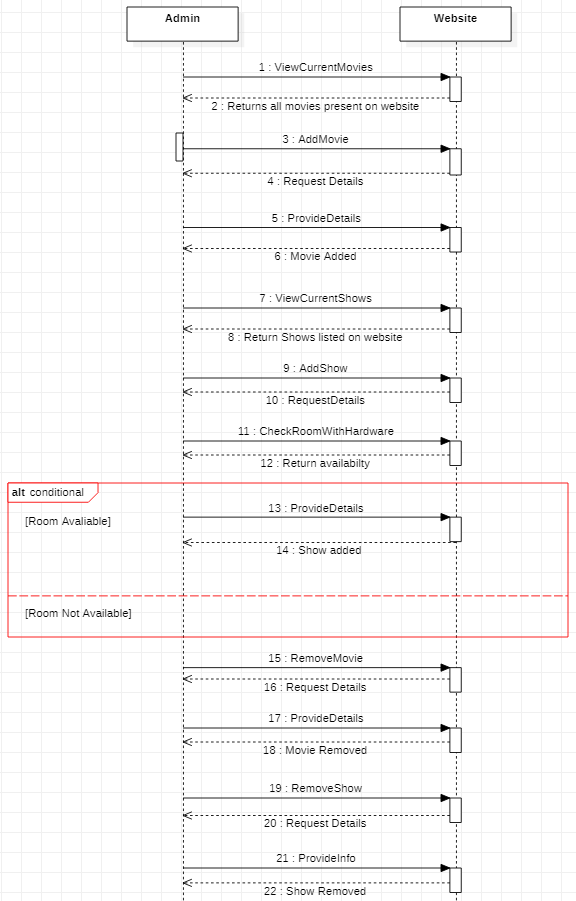 Admin
Website
1 : ViewCurrentMovies
2 : Returns all movies present on website
3 : AddMovie
4 : Request Details
5 : ProvideDetails
6 : Movie Added
7 : ViewCurrentShows
8 : Return Shows listed on website
9 : AddShow
10 : RequestDetails
11 : CheckRoomWithHardware
12 : Return availabilty
alt conditional
13 : ProvideDetails
[Room Avaliable]
14 : Show added
[Room Not Available]
15 : RemoveMovie
16 : Request Details
17 : ProvideDetails
18 : Movie Removed
19 : RemoveShow
20 : Request Details
21 : ProvideInfo
22 : Show Removed